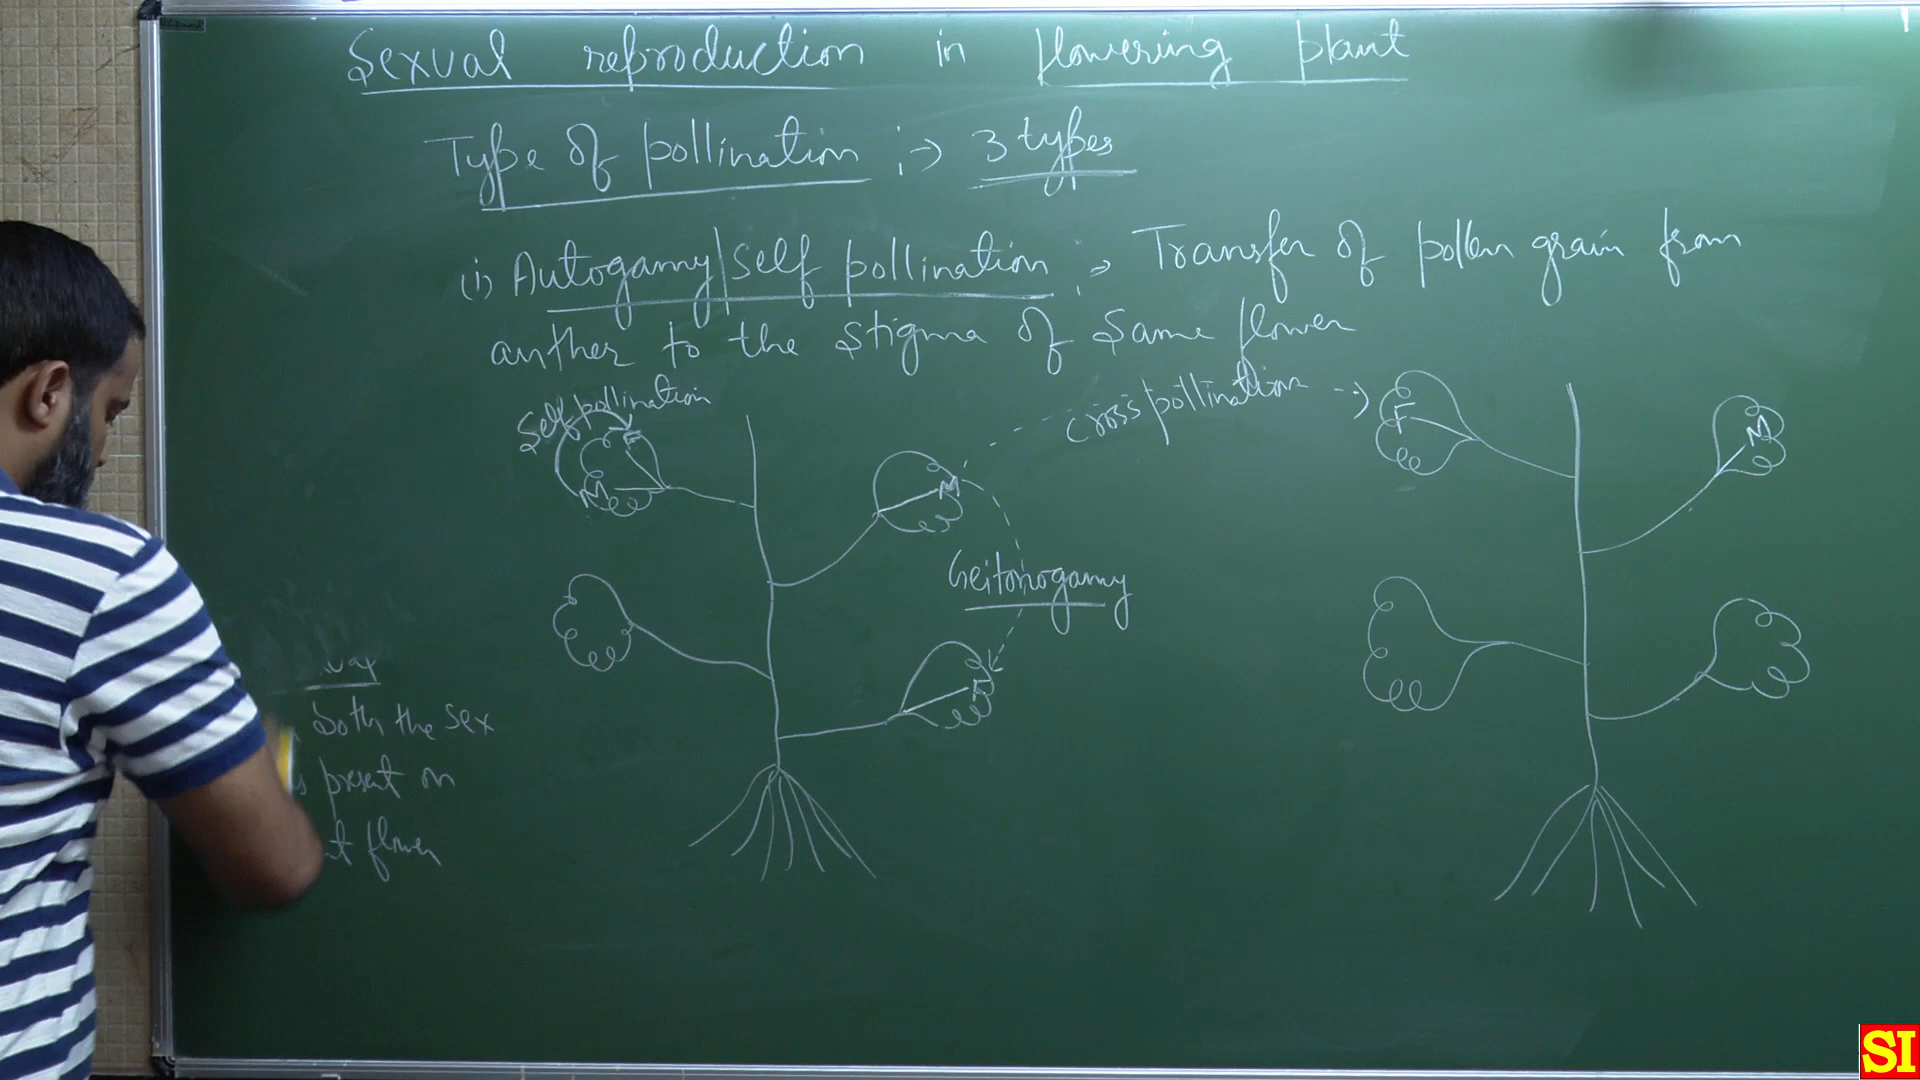 Sexual reproduction in flowering plant
Type of pollination :-> 3 types
(i) Autogamy/self pollination :-> Transfer of pollen grain from
anther to the stigma of same flower
Self pollination
cross pollination -->
F
M
M
F
M
Geitonogamy
F
both the sex
present on
flower
SI